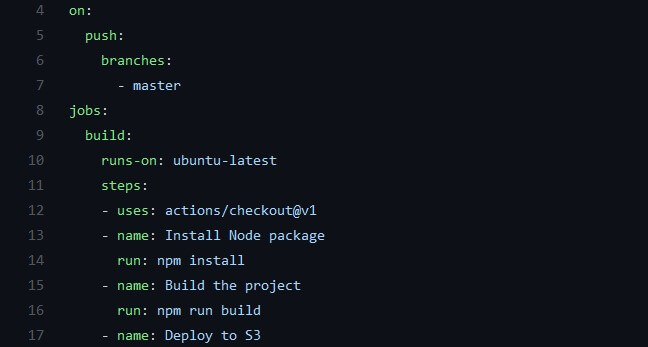 4 on:
5 push:
6 branches:
7 - master
8 jobs:
9 build:
10 runs-on: ubuntu-latest
11 steps:
12 - uses: actions/checkout@v1
13 - name: Install Node package
14 run: npm install
15 - name: Build the project
16 run: npm run build
17 - name: Deploy to S3